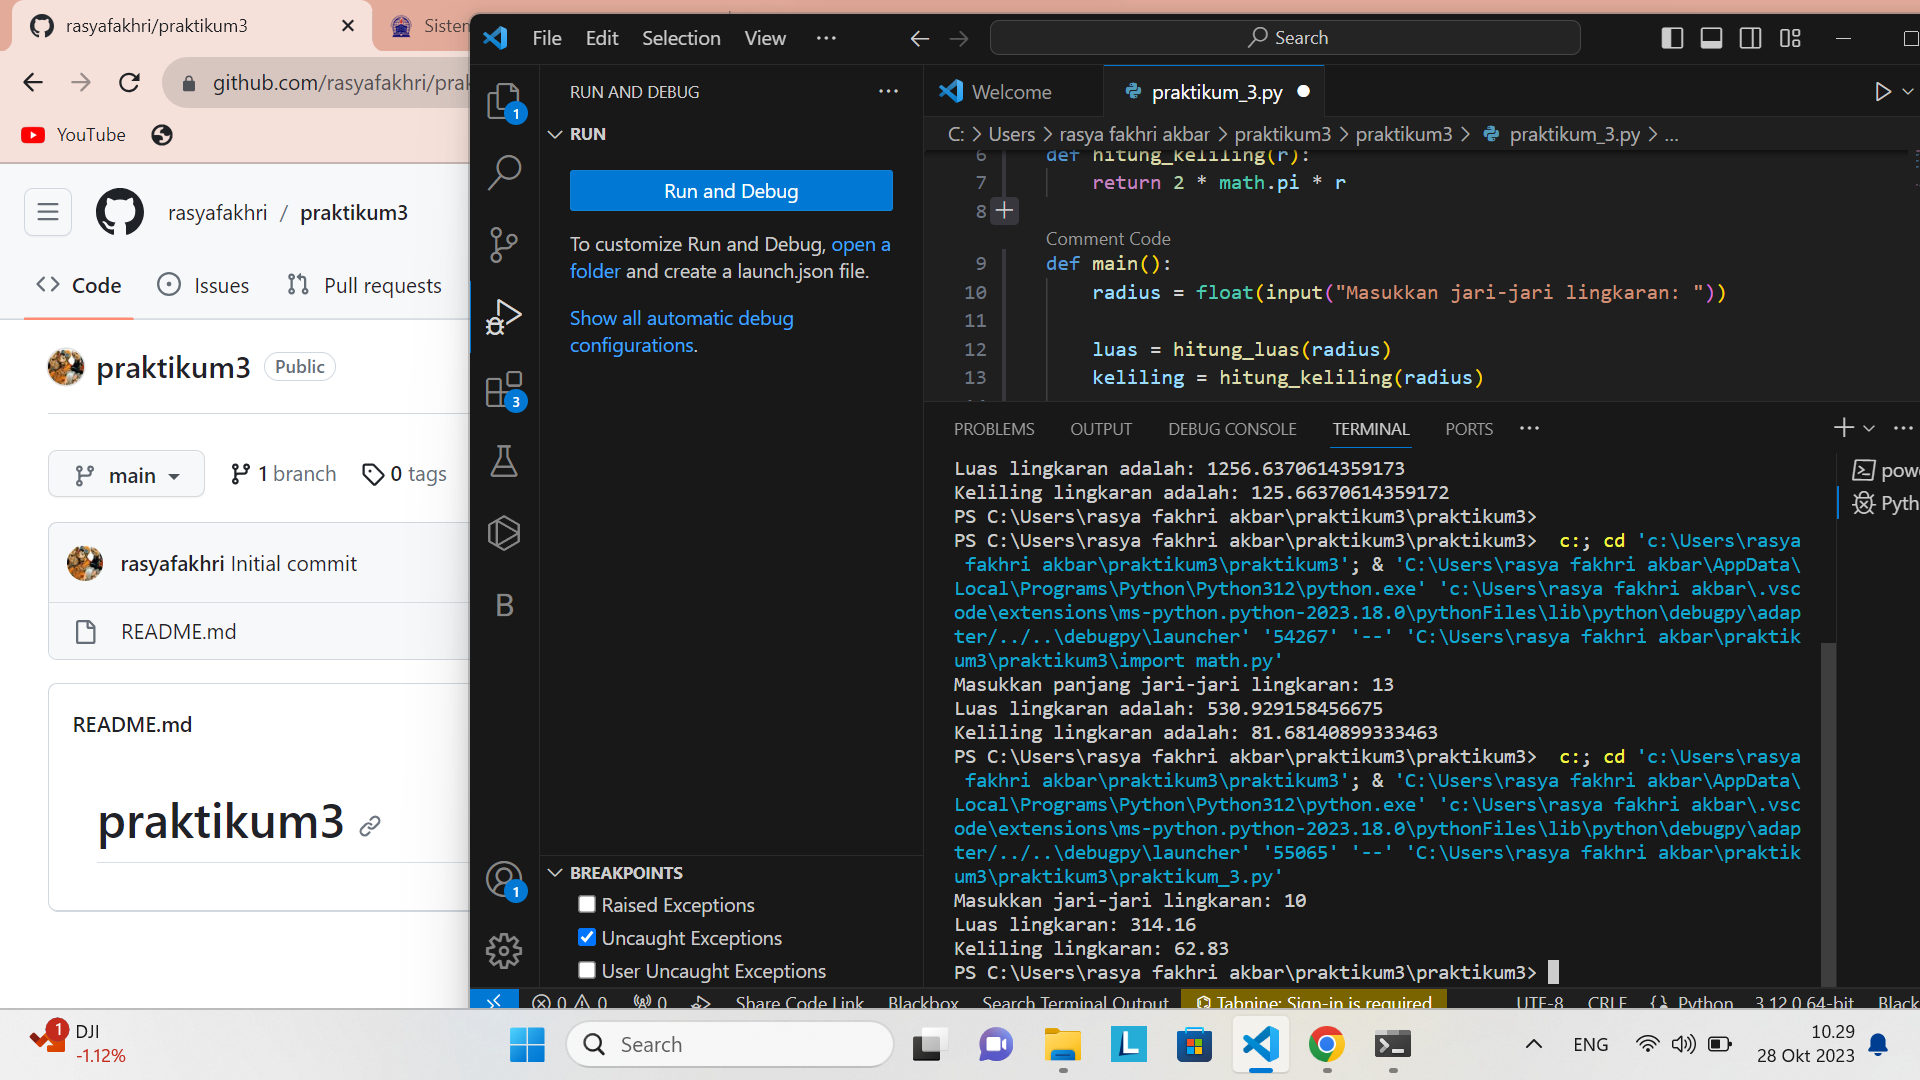 rasyafakhri/praktikum3
Sistem
github.com/rasyafakhri/prak
YouTube
rasyafakhri / praktikum3
Code
Issues
Pull requests
praktikum3
Public
main
1 branch
0 tags
rasyafakhri Initial commit
README.md
README.md
praktikum3
File Edit Selection View ···
Search
RUN AND DEBUG
RUN
Run and Debug
To customize Run and Debug, open a
folder and create a launch.json file.
Show all automatic debug
configurations.
BREAKPOINTS
Raised Exceptions
Uncaught Exceptions
User Uncaught Exceptions
1
3
B
1
Welcome
praktikum_3.py
C: > Users > rasya fakhri akbar > praktikum3 > praktikum3 > praktikum_3.py > ...
6 def hitung_keliling(r):
7 return 2 * math.pi * r
8
Comment Code
9 def main():
10 radius = float(input("Masukkan jari-jari lingkaran: "))
11
12 luas = hitung_luas(radius)
13 keliling = hitung_keliling(radius)
PROBLEMS OUTPUT DEBUG CONSOLE TERMINAL PORTS ···
pow
Pyth
Luas lingkaran adalah: 1256.6370614359173
Keliling lingkaran adalah: 125.66370614359172
PS C:\Users\rasya fakhri akbar\praktikum3\praktikum3>
PS C:\Users\rasya fakhri akbar\praktikum3\praktikum3> c:; cd 'c:\Users\rasya
fakhri akbar\praktikum3\praktikum3'; & 'C:\Users\rasya fakhri akbar\AppData\
Local\Programs\Python\Python312\python.exe' 'c:\Users\rasya fakhri akbar\.vsc
ode\extensions\ms-python.python-2023.18.0\pythonFiles\lib\python\debugpy\adap
ter/../..\debugpy\launcher' '54267' '--' 'C:\Users\rasya fakhri akbar\praktik
um3\praktikum3\import math.py'
Masukkan panjang jari-jari lingkaran: 13
Luas lingkaran adalah: 530.929158456675
Keliling lingkaran adalah: 81.68140899333463
PS C:\Users\rasya fakhri akbar\praktikum3\praktikum3> c:; cd 'c:\Users\rasya
fakhri akbar\praktikum3\praktikum3'; & 'C:\Users\rasya fakhri akbar\AppData\
Local\Programs\Python\Python312\python.exe' 'c:\Users\rasya fakhri akbar\.vsc
ode\extensions\ms-python.python-2023.18.0\pythonFiles\lib\python\debugpy\adap
ter/../..\debugpy\launcher' '55065' '--' 'C:\Users\rasya fakhri akbar\praktik
um3\praktikum3\praktikum_3.py'
Masukkan jari-jari lingkaran: 10
Luas lingkaran: 314.16
Keliling lingkaran: 62.83
PS C:\Users\rasya fakhri akbar\praktikum3\praktikum3>
0 0 0 Share Code Link Blackbox Search Terminal Output Tabnine: Sign-in is required UTF-8 CRLF Python 3.12.0 64-bit Black
1
DJI
-1.12%
Search
ENG
10.29
28 Okt 2023